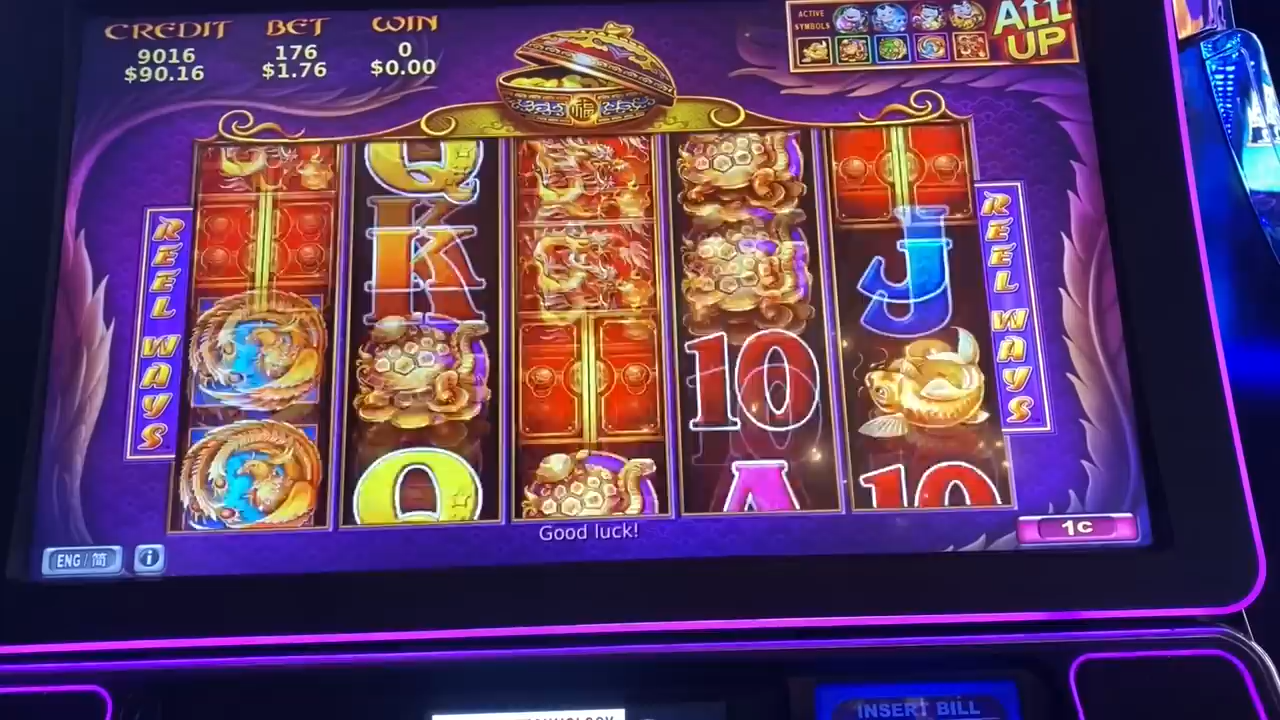 CREDIT BET WIN
9016 176 0
$90.16 $1.76 $0.00
ACTIVE
SYMBOLS
ALL
UP
福
REEL WAYS
REEL WAYS
Q
K
Q
10
A
J
10
Good luck!
1c
ENG / 简
i
INSERT BILL